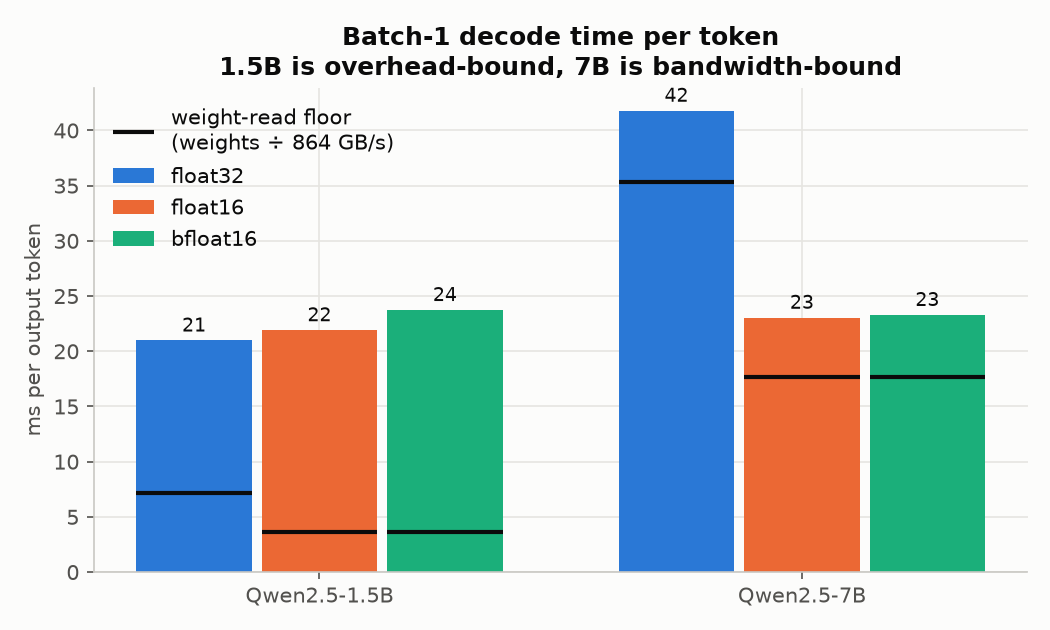 Batch-1 decode time per token
1.5B is overhead-bound, 7B is bandwidth-bound
ms per output token
40
35
30
25
20
15
10
5
0
weight-read floor
(weights ÷ 864 GB/s)
float32
float16
bfloat16
21
22
24
42
23
23
Qwen2.5-1.5B
Qwen2.5-7B